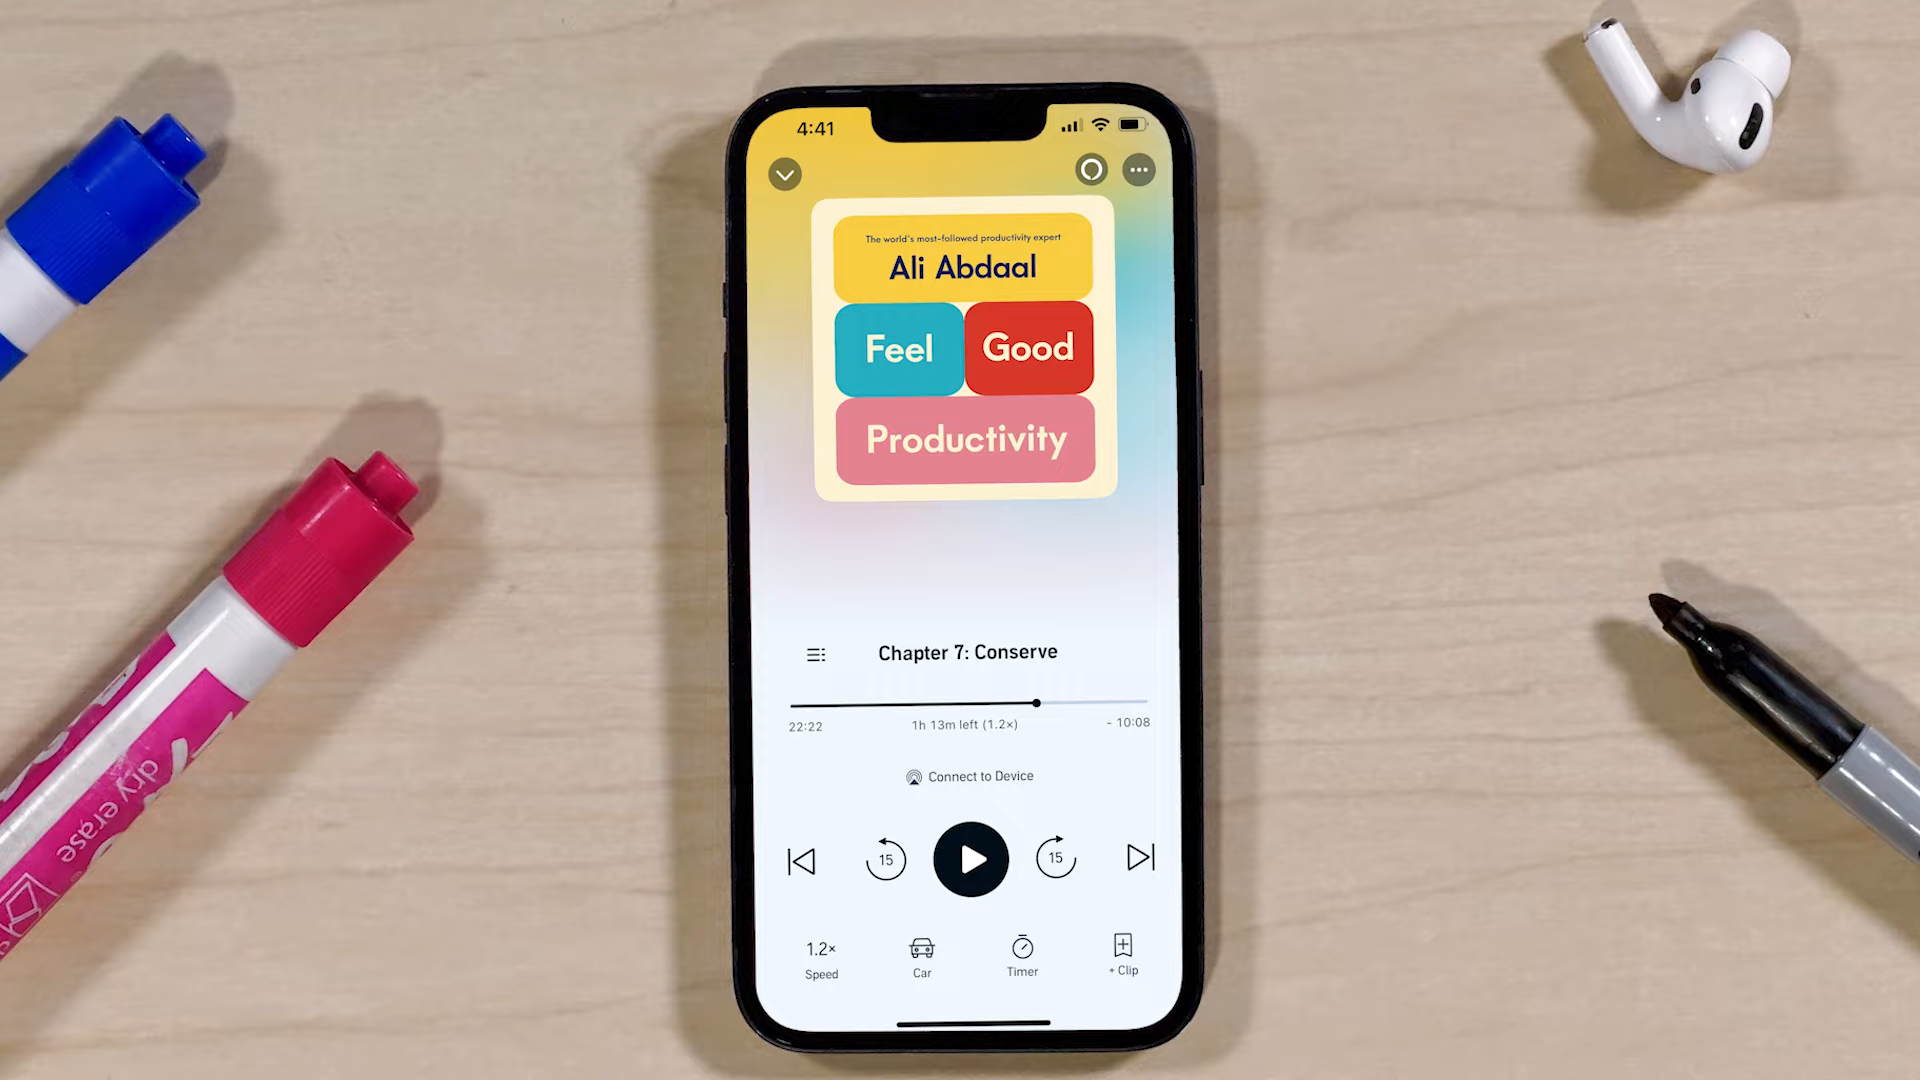 4:41
The world's most-followed productivity expert
Ali Abdaal
Feel Good
Productivity
Chapter 7: Conserve
22:22 1h 13m left (1.2×) - 10:08
Connect to Device
15 15
1.2×
Speed Car Timer + Clip
dry erase